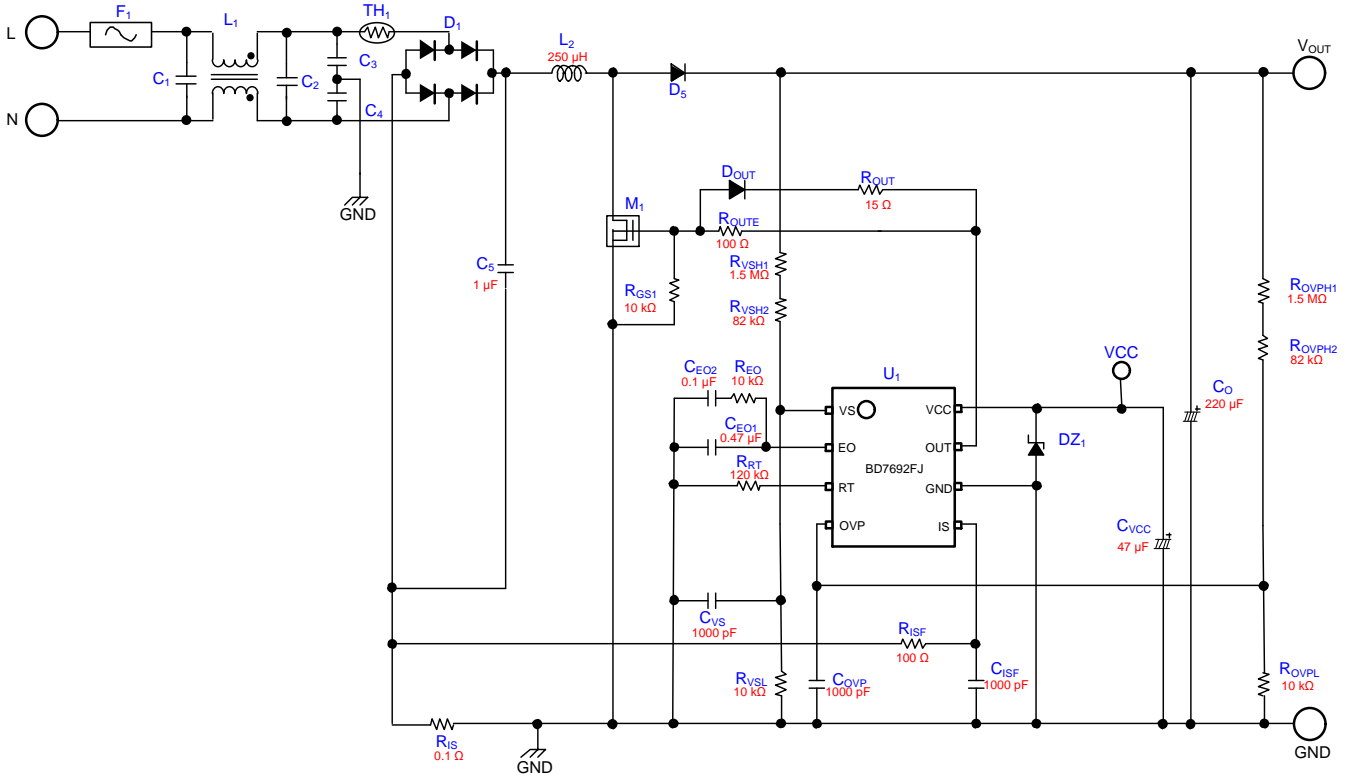 F1
TH1
L
L1
D1
L2
250 µH
VOUT
C3
C1
C2
D5
N
C4
DOUT
ROUT
15 Ω
GND
M1
ROUTE
100 Ω
C5
1 µF
RVSH1
1.5 MΩ
RGS1
10 kΩ
RVSH2
82 kΩ
ROVPH1
1.5 MΩ
ROVPH2
82 kΩ
VCC
CEO2
0.1 µF
REO
10 kΩ
U1
CO
220 µF
VS
VCC
CEO1
0.47 µF
EO
OUT
DZ1
BD7692FJ
RRT
120 kΩ
RT
GND
OVP
IS
CVCC
47 µF
CVS
1000 pF
RISF
100 Ω
RVSL
10 kΩ
COVP
1000 pF
CISF
1000 pF
ROVPL
10 kΩ
RIS
0.1 Ω
GND
GND